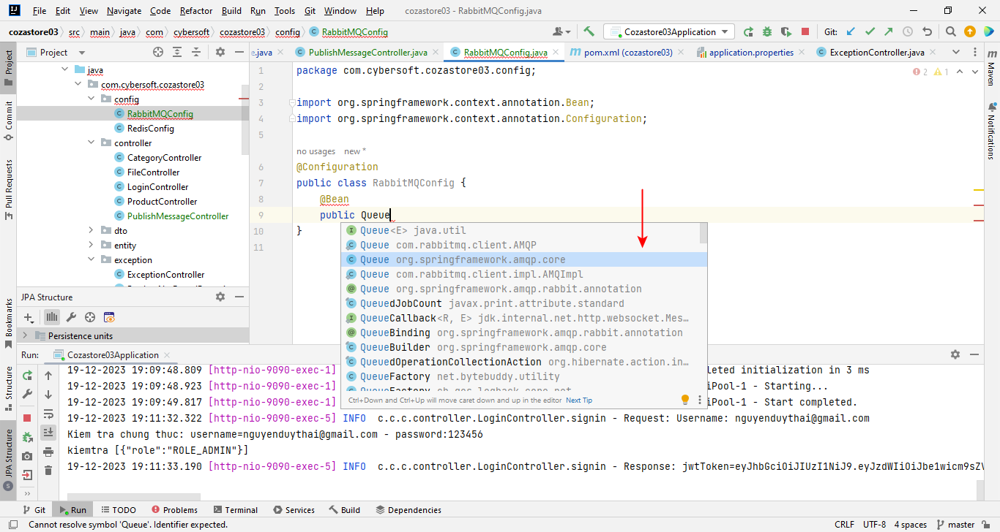 File Edit View Navigate Code Refactor Build Run Tools Git Window Help cozastore03 - RabbitMQConfig.java
cozastore03 src main java com cybersoft cozastore03 config RabbitMQConfig Cozastore03Application Git:
Project e.java PublishMessageController.java RabbitMQConfig.java pom.xml (cozastore03) application.properties ExceptionController.java
Project
Commit
Pull Requests
Bookmarks
Structure
JPA Structure
Maven
Notifications
java
com.cybersoft.cozastore03
config
RabbitMQConfig
RedisConfig
controller
CategoryController
FileController
LoginController
ProductController
PublishMessageController
dto
entity
exception
ExceptionController
JPA Structure
Persistence units
2 1
1 package com.cybersoft.cozastore03.config;
2
3 import org.springframework.context.annotation.Bean;
4 import org.springframework.context.annotation.Configuration;
5
no usages new *
6 @Configuration
7 public class RabbitMQConfig {
8 @Bean
9 public Queue
10 }
11
Queue<E> java.util
Queue com.rabbitmq.client.AMQP
Queue org.springframework.amqp.core
Queue com.rabbitmq.client.impl.AMQImpl
Queue org.springframework.amqp.rabbit.annotation
QueuedJobCount javax.print.attribute.standard
QueueCallback<R, E> jdk.internal.net.http.websocket.Mes…
QueueBinding org.springframework.amqp.rabbit.annotation
QueueBuilder org.springframework.amqp.core
QueuedOperationCollectionAction org.hibernate.action.in…
QueueFactory net.bytebuddy.utility
QueueFactory ch.qos.logback.core.net
Ctrl+Down and Ctrl+Up will move caret down and up in the editor Next Tip
Run: Cozastore03Application
19-12-2023 19:09:48.809 [http-nio-9090-exec-1] leted initialization in 3 ms
19-12-2023 19:09:48.923 [http-nio-9090-exec-1] iPool-1 - Starting...
19-12-2023 19:09:49.817 [http-nio-9090-exec-1] iPool-1 - Start completed.
19-12-2023 19:11:32.322 [http-nio-9090-exec-5] INFO c.c.c.controller.LoginController.signin - Request: Username: nguyenduythai@gmail.com
Kiem tra chung thuc: username=nguyenduythai@gmail.com - password:123456
kiemtra [{"role":"ROLE_ADMIN"}]
19-12-2023 19:11:33.190 [http-nio-9090-exec-5] INFO c.c.c.controller.LoginController.signin - Response: jwtToken=eyJhbGciOiJIUzI1NiJ9.eyJzdWIiOiJbe1wicm9sZV
Git Run TODO Problems Terminal Services Build Dependencies
Cannot resolve symbol 'Queue'. Identifier expected. CRLF UTF-8 4 spaces master